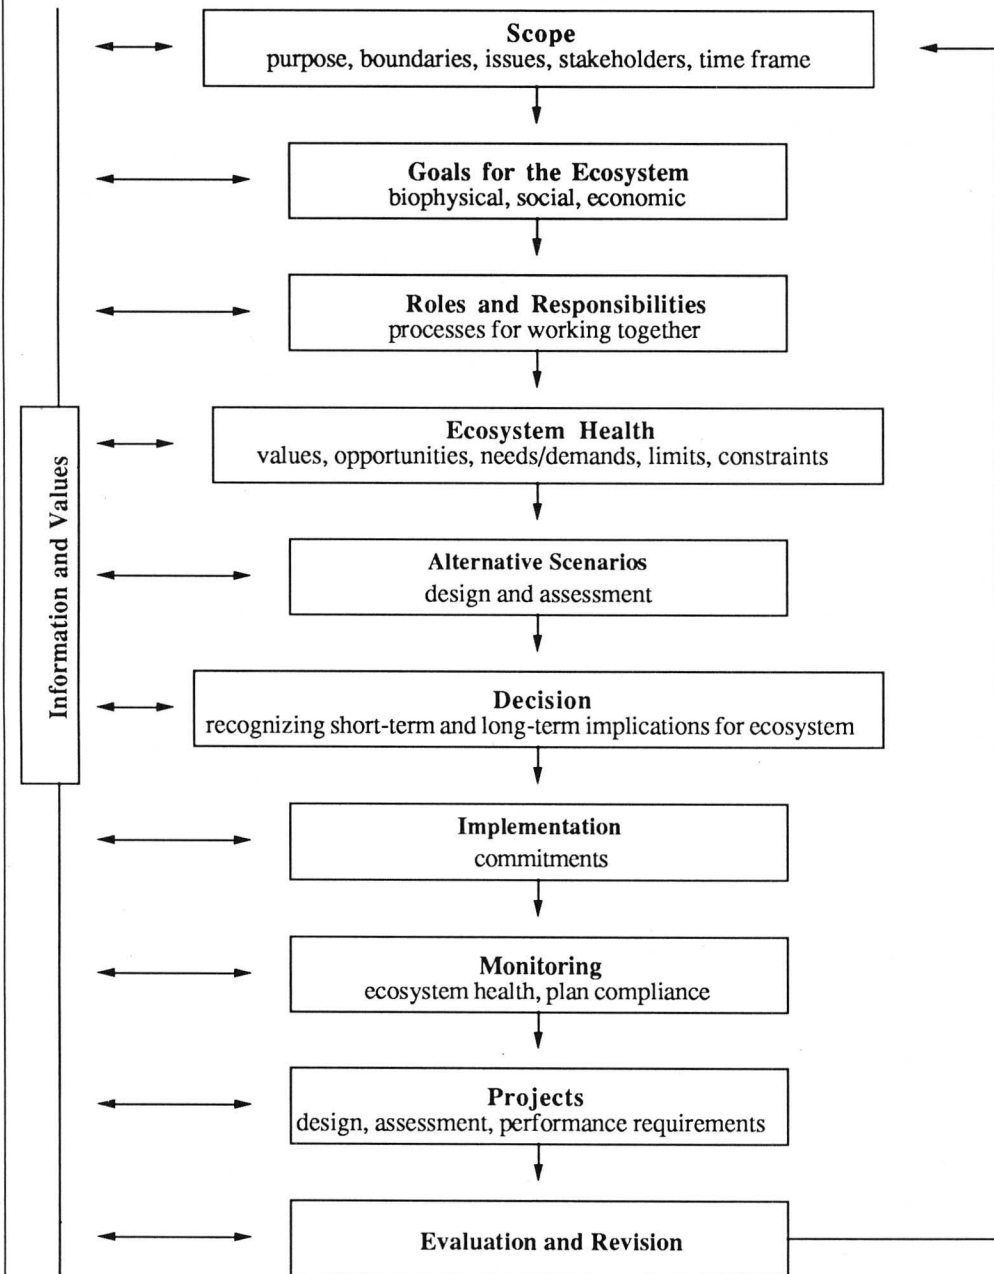 Scope
purpose, boundaries, issues, stakeholders, time frame
Goals for the Ecosystem
biophysical, social, economic
Roles and Responsibilities
processes for working together
Ecosystem Health
values, opportunities, needs/demands, limits, constraints
Information and Values
Alternative Scenarios
design and assessment
Decision
recognizing short-term and long-term implications for ecosystem
Implementation
commitments
Monitoring
ecosystem health, plan compliance
Projects
design, assessment, performance requirements
Evaluation and Revision